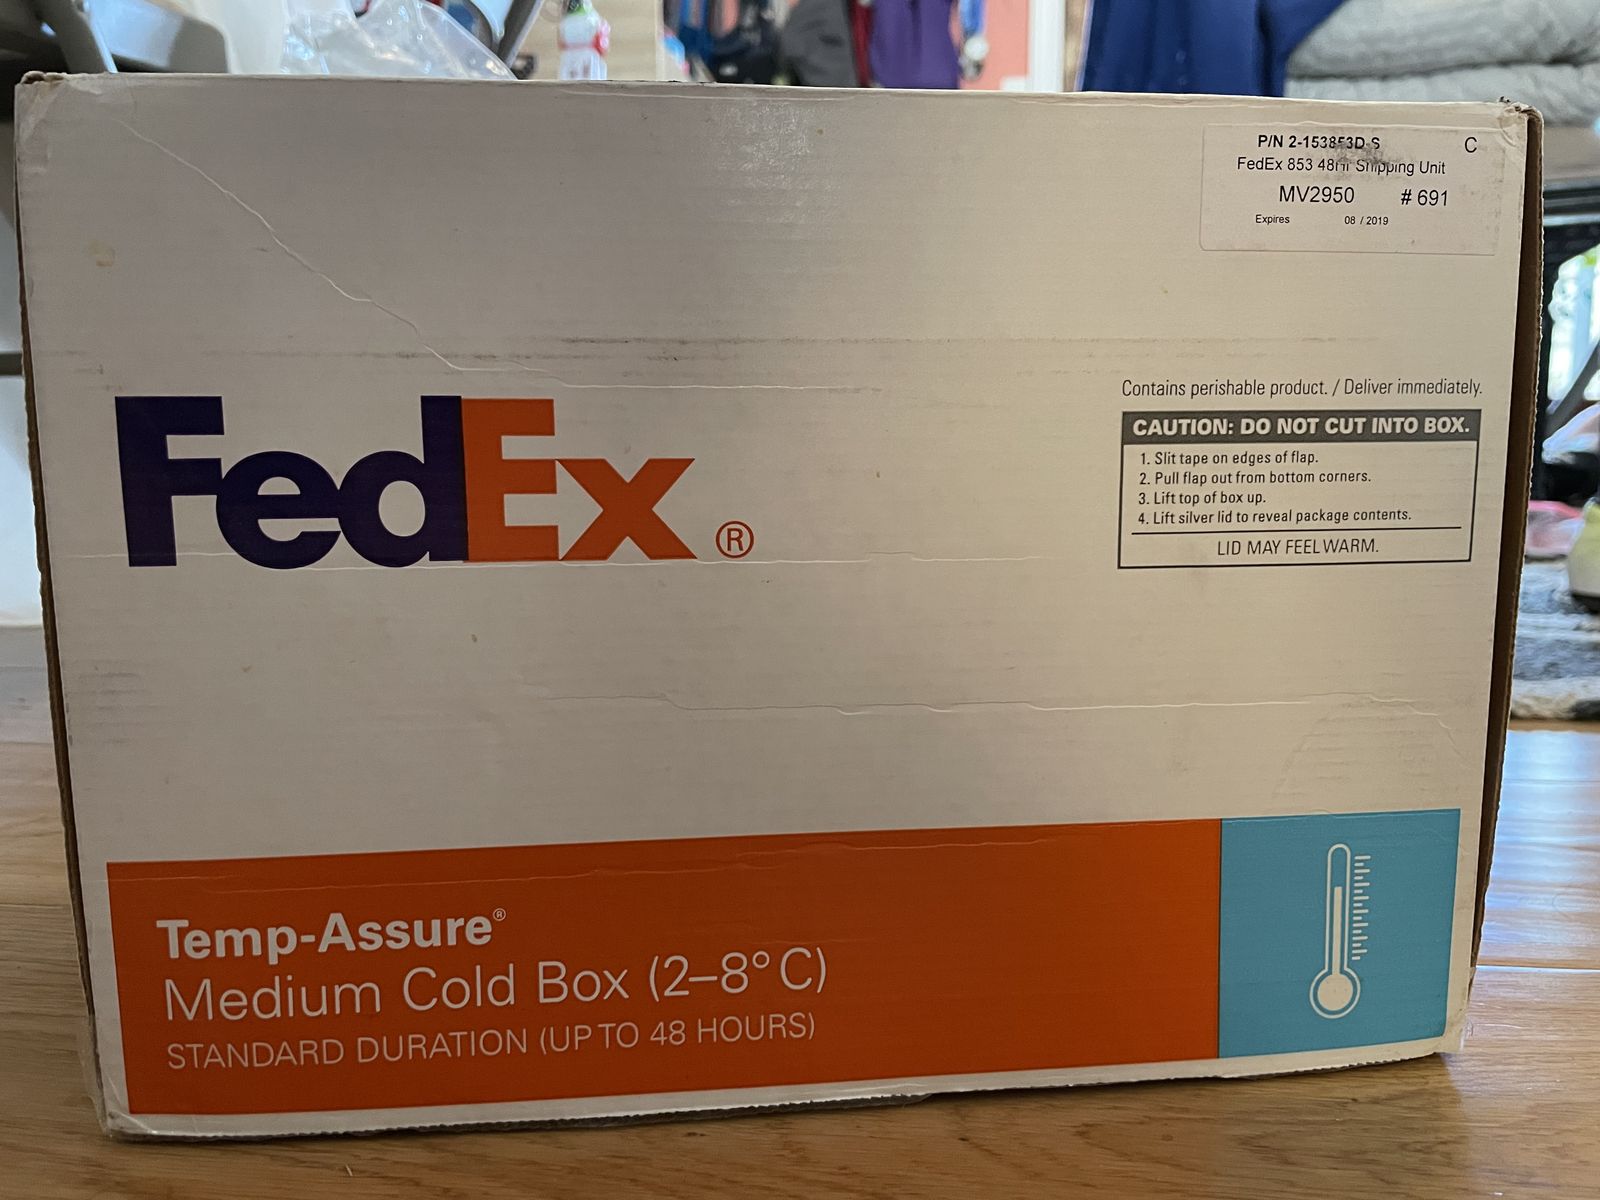 P/N 2-153853D-S C
FedEx 853 48Hr Shipping Unit
MV2950 # 691
Expires 08 / 2019
Contains perishable product. / Deliver immediately.
CAUTION: DO NOT CUT INTO BOX.
1. Slit tape on edges of flap.
2. Pull flap out from bottom corners.
3. Lift top of box up.
4. Lift silver lid to reveal package contents.
LID MAY FEEL WARM.
FedEx ®
Temp-Assure®
Medium Cold Box (2–8° C)
STANDARD DURATION (UP TO 48 HOURS)